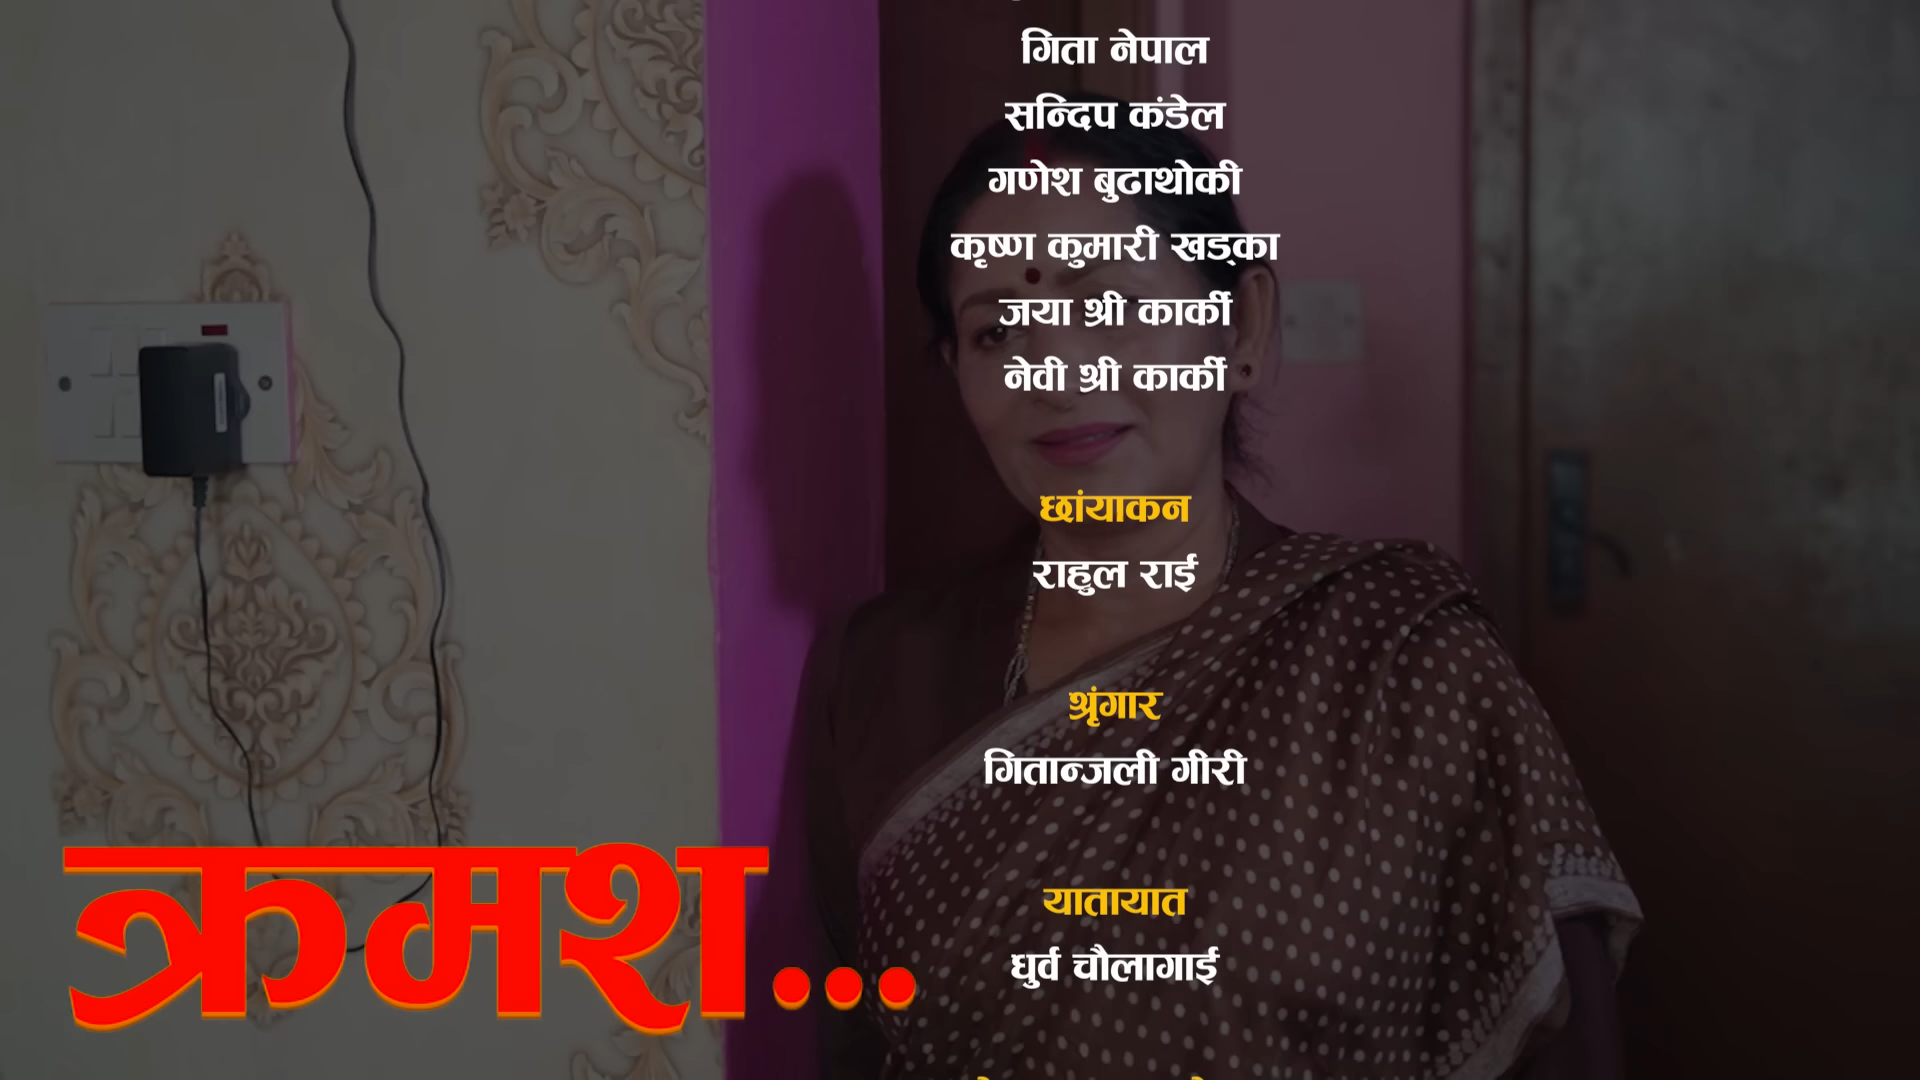 गिता नेपाल
सन्दिप कंडेल
गणेश बुढाथोकी
कृष्ण कुमारी खड्का
जया श्री कार्की
नेवी श्री कार्की
छांयाकन
राहुल राई
श्रृंगार
गितान्जली गीरी
यातायात
धुर्व चौलागाई
क्रमश...